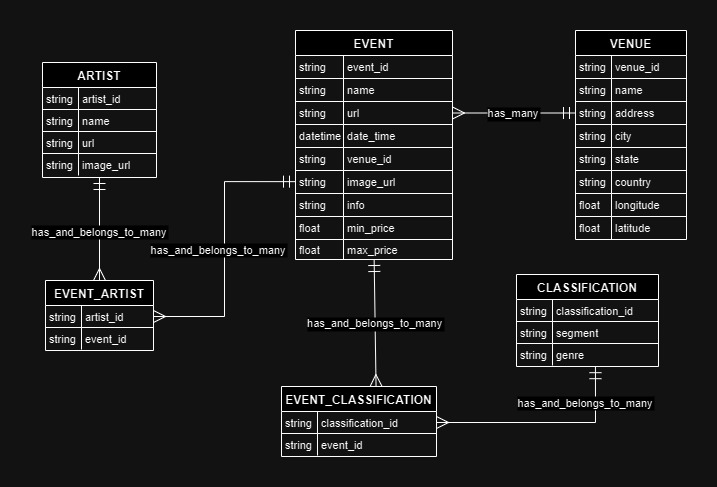 EVENT
string event_id
string name
string url
datetime date_time
string venue_id
string image_url
string info
float min_price
float max_price
VENUE
string venue_id
string name
string address
string city
string state
string country
float longitude
float latitude
ARTIST
string artist_id
string name
string url
string image_url
has_many
has_and_belongs_to_many
has_and_belongs_to_many
EVENT_ARTIST
string artist_id
string event_id
CLASSIFICATION
string classification_id
string segment
string genre
has_and_belongs_to_many
EVENT_CLASSIFICATION
string classification_id
string event_id
has_and_belongs_to_many